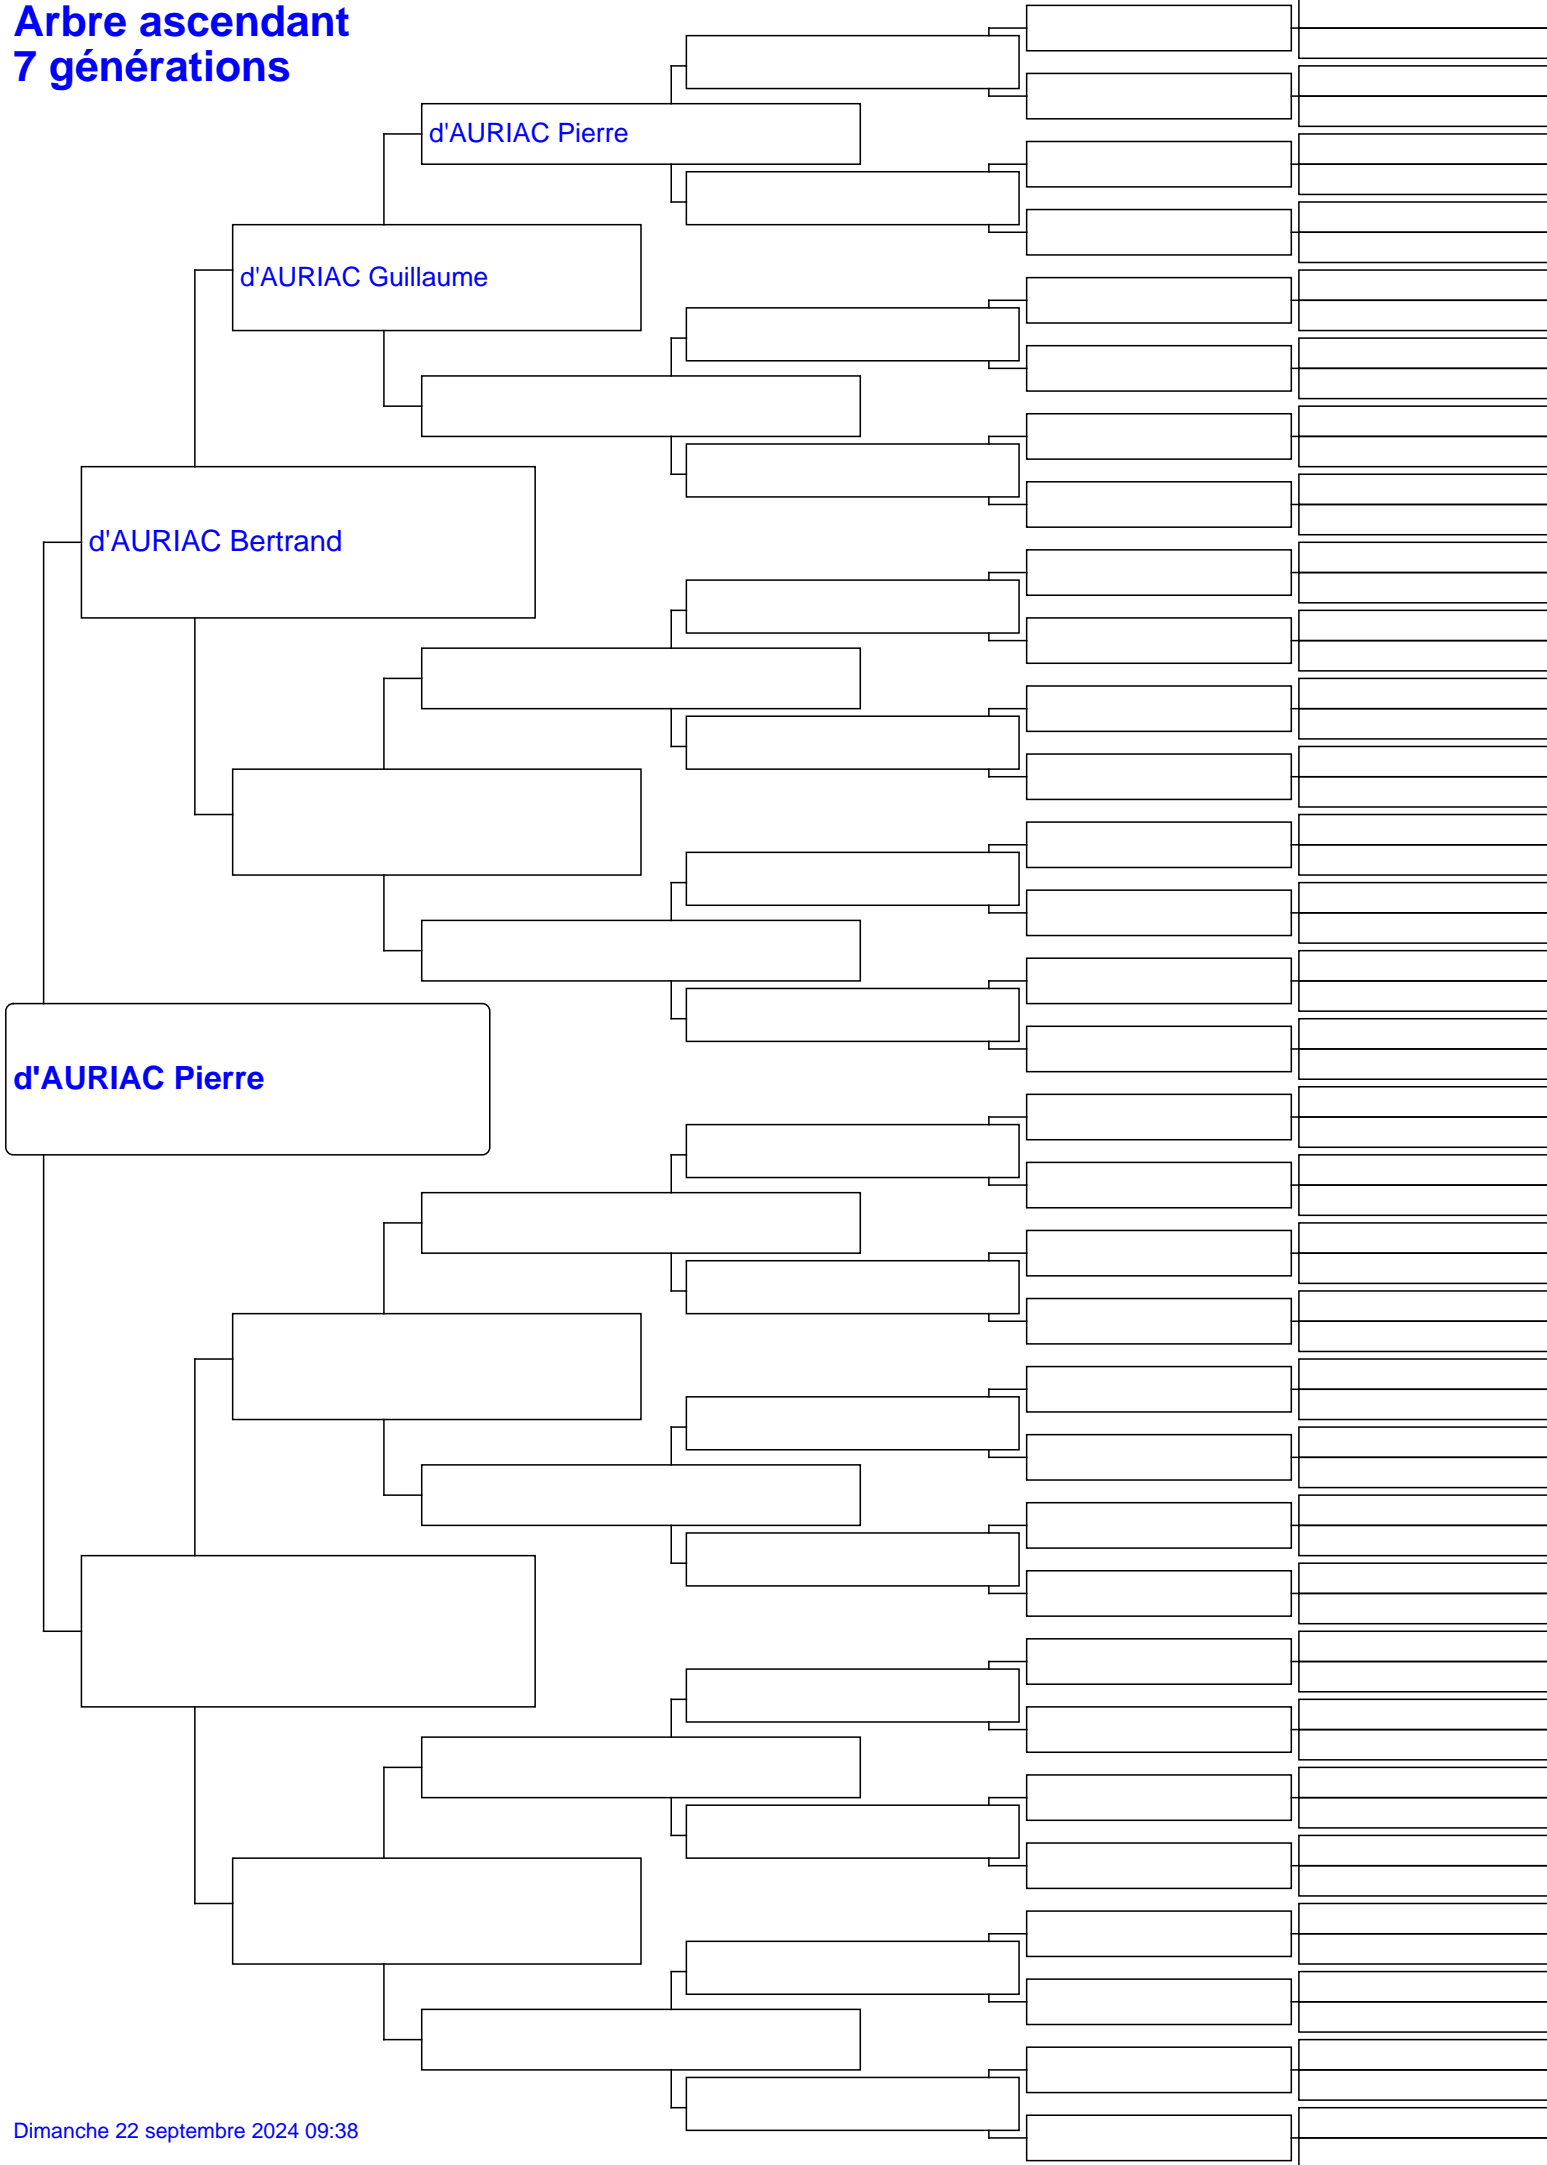 Arbre ascendant
7 générations
d'AURIAC Pierre
d'AURIAC Guillaume
d'AURIAC Bertrand
d'AURIAC Pierre
Dimanche 22 septembre 2024 09:38